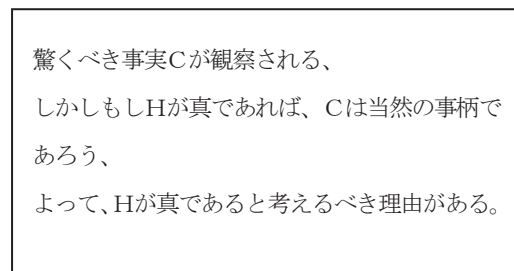 驚くべき事実Cが観察される、
しかしもしHが真であれば、Cは当然の事柄で
あろう、
よって、Hが真であると考えるべき理由がある。